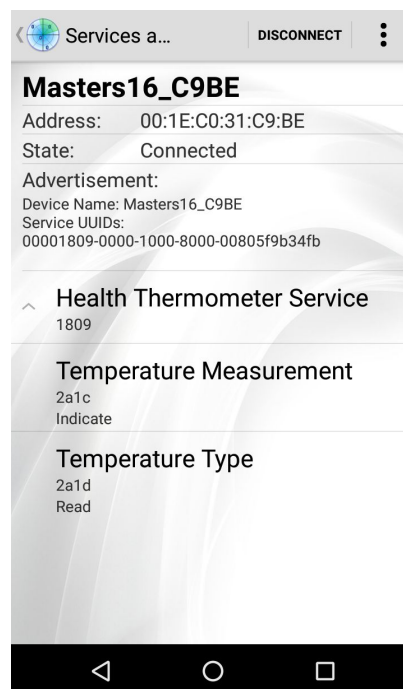 Services a...
DISCONNECT
Masters16_C9BE
Address: 00:1E:C0:31:C9:BE
State: Connected
Advertisement:
Device Name: Masters16_C9BE
Service UUIDs:
00001809-0000-1000-8000-00805f9b34fb
Health Thermometer Service
1809
Temperature Measurement
2a1c
Indicate
Temperature Type
2a1d
Read